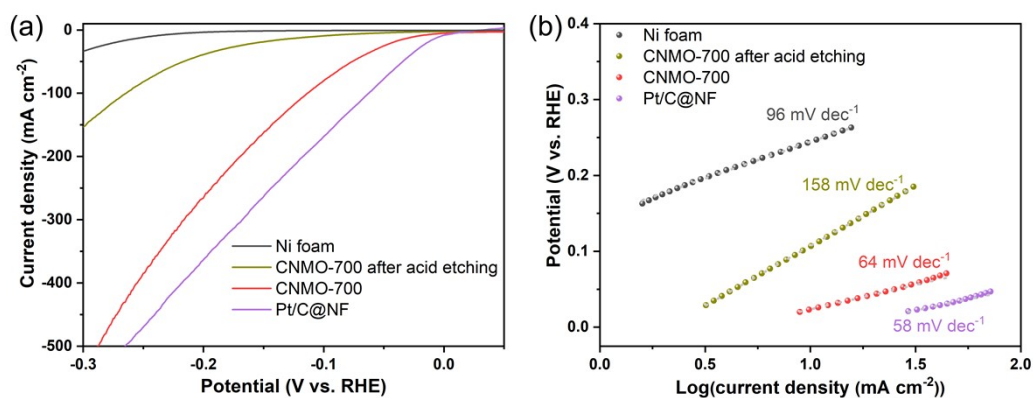 (a)
0
-100
-200
-300
-400
-500
Current density (mA cm⁻²)
Ni foam
CNMO-700 after acid etching
CNMO-700
Pt/C@NF
-0.3
-0.2
-0.1
0.0
Potential (V vs. RHE)
(b)
0.4
0.3
0.2
0.1
0.0
Potential (V vs. RHE)
Ni foam
CNMO-700 after acid etching
CNMO-700
Pt/C@NF
96 mV dec⁻¹
158 mV dec⁻¹
64 mV dec⁻¹
58 mV dec⁻¹
0.0
0.5
1.0
1.5
2.0
Log(current density (mA cm⁻²))